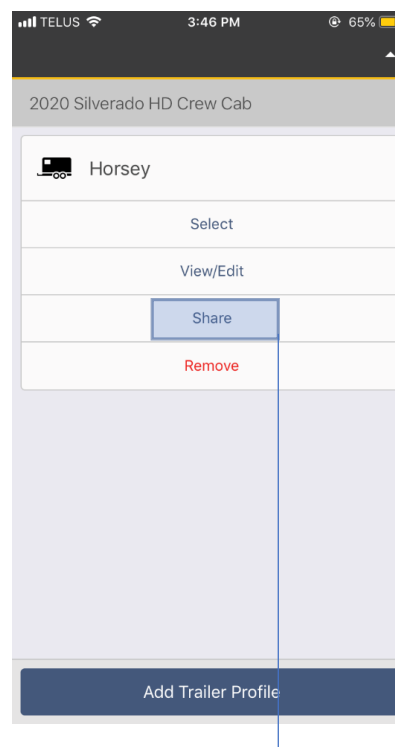 TELUS 3:46 PM 65%
2020 Silverado HD Crew Cab
Horsey
Select
View/Edit
Share
Remove
Add Trailer Profile